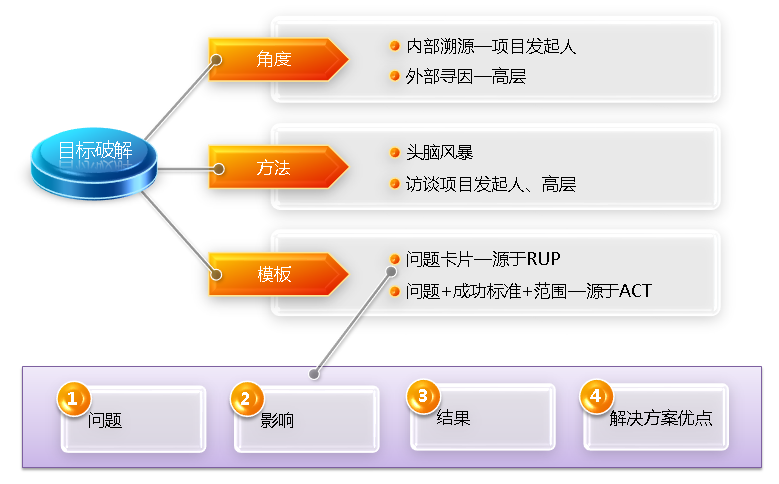 角度
内部溯源—项目发起人
外部寻因—高层
目标破解
方法
头脑风暴
访谈项目发起人、高层
模板
问题卡片—源于RUP
问题+成功标准+范围—源于ACT
1
问题
2
影响
3
结果
4
解决方案优点